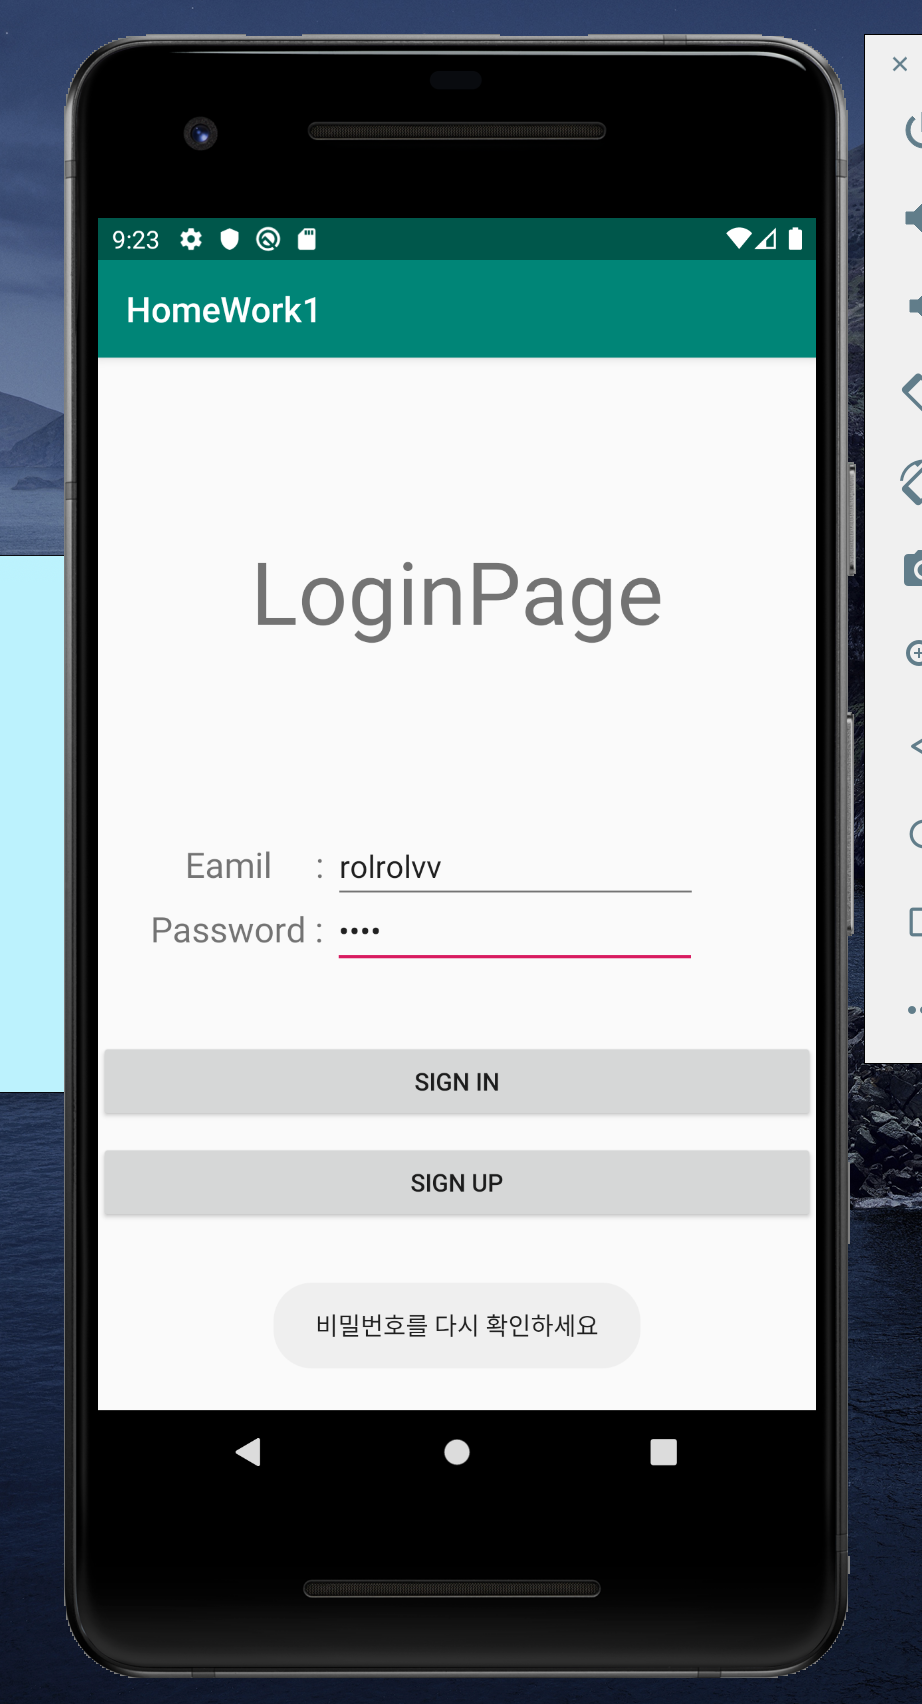 9:23
HomeWork1
LoginPage
Eamil : rolrolvv
Password : ••••
SIGN IN
SIGN UP
비밀번호를 다시 확인하세요